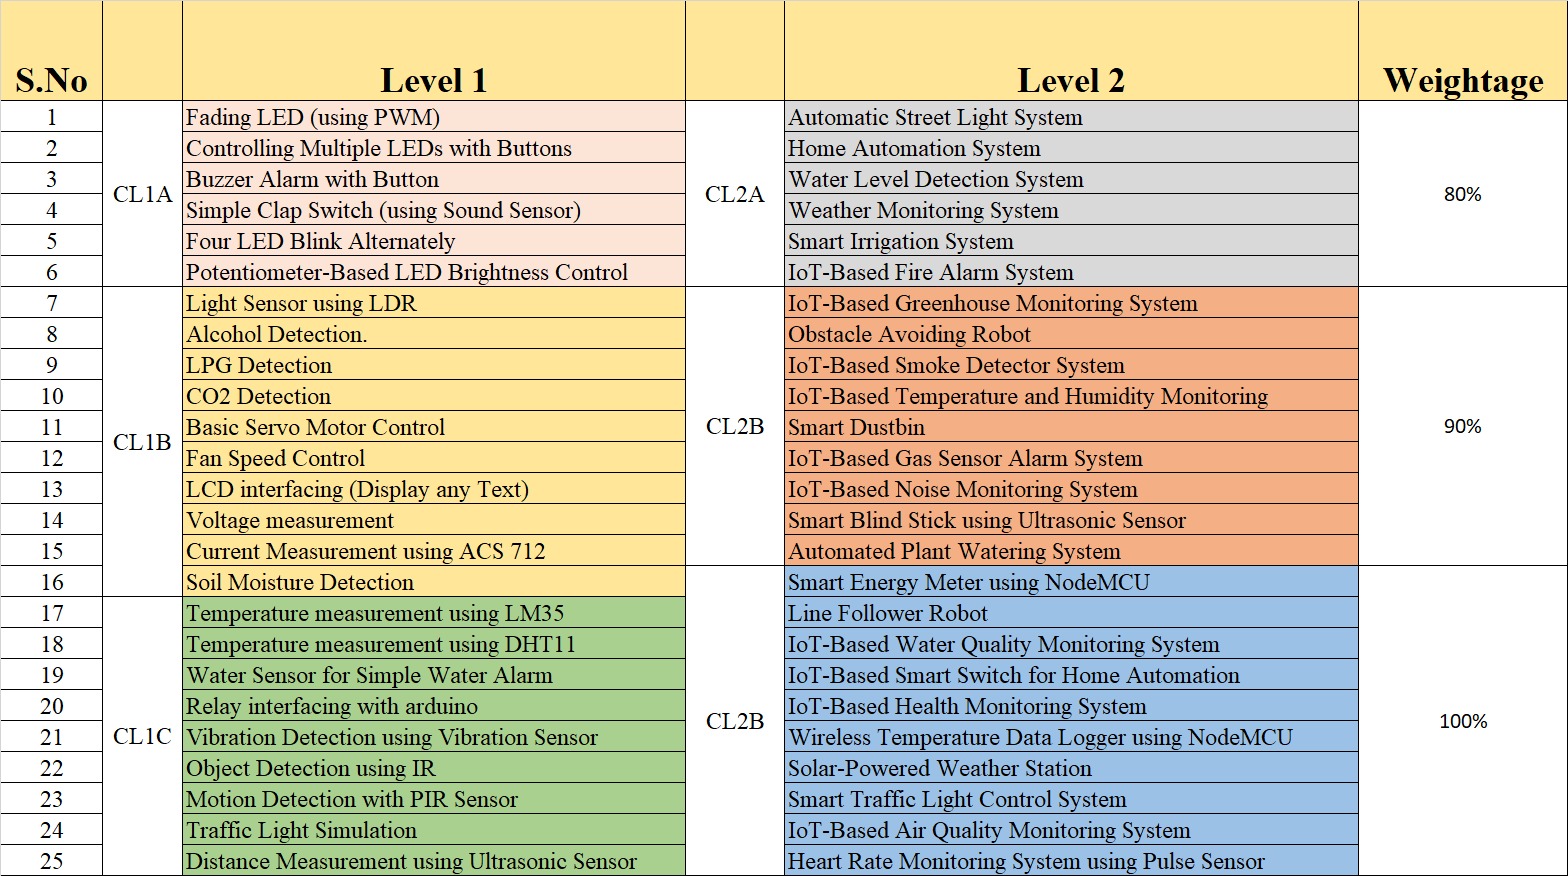 S.No Level 1 Level 2 Weightage
1 Fading LED (using PWM) Automatic Street Light System
2 Controlling Multiple LEDs with Buttons Home Automation System
3 Buzzer Alarm with Button Water Level Detection System
CL1A CL2A 80%
4 Simple Clap Switch (using Sound Sensor) Weather Monitoring System
5 Four LED Blink Alternately Smart Irrigation System
6 Potentiometer-Based LED Brightness Control IoT-Based Fire Alarm System
7 Light Sensor using LDR IoT-Based Greenhouse Monitoring System
8 Alcohol Detection. Obstacle Avoiding Robot
9 LPG Detection IoT-Based Smoke Detector System
10 CO2 Detection IoT-Based Temperature and Humidity Monitoring
11 Basic Servo Motor Control CL2B Smart Dustbin 90%
CL1B
12 Fan Speed Control IoT-Based Gas Sensor Alarm System
13 LCD interfacing (Display any Text) IoT-Based Noise Monitoring System
14 Voltage measurement Smart Blind Stick using Ultrasonic Sensor
15 Current Measurement using ACS 712 Automated Plant Watering System
16 Soil Moisture Detection Smart Energy Meter using NodeMCU
17 Temperature measurement using LM35 Line Follower Robot
18 Temperature measurement using DHT11 IoT-Based Water Quality Monitoring System
19 Water Sensor for Simple Water Alarm IoT-Based Smart Switch for Home Automation
20 Relay interfacing with arduino IoT-Based Health Monitoring System
CL2B 100%
21 CL1C Vibration Detection using Vibration Sensor Wireless Temperature Data Logger using NodeMCU
22 Object Detection using IR Solar-Powered Weather Station
23 Motion Detection with PIR Sensor Smart Traffic Light Control System
24 Traffic Light Simulation IoT-Based Air Quality Monitoring System
25 Distance Measurement using Ultrasonic Sensor Heart Rate Monitoring System using Pulse Sensor